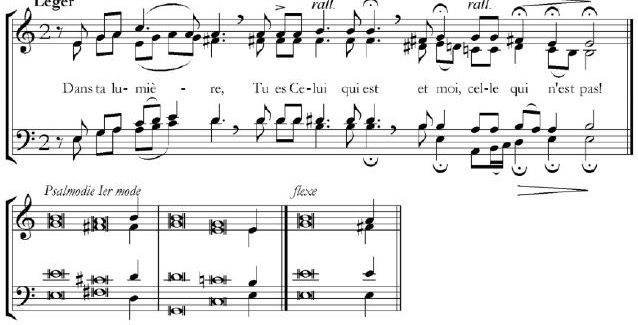 Léger
rall. rall.
Dans ta lu-miè - re, Tu es Ce-lui qui est et moi, cel-le qui n'est pas!
Psalmodie 1er mode flexe